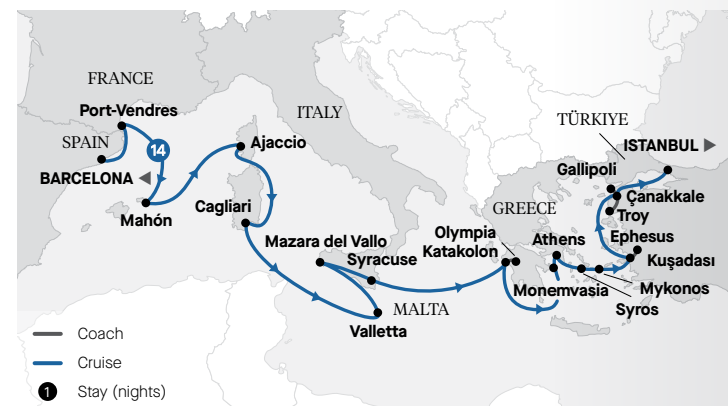 FRANCE
Port-Vendres
ITALY
TÜRKIYE
SPAIN
14
Ajaccio
ISTANBUL
BARCELONA
Gallipoli
Çanakkale
Mahón
Cagliari
Troy
GREECE
Olympia
Katakolon
Athens
Ephesus
Mazara del Vallo
Syracuse
Kuşadası
Monemvasia
Mykonos
Syros
MALTA
Valletta
Coach
Cruise
1 Stay (nights)